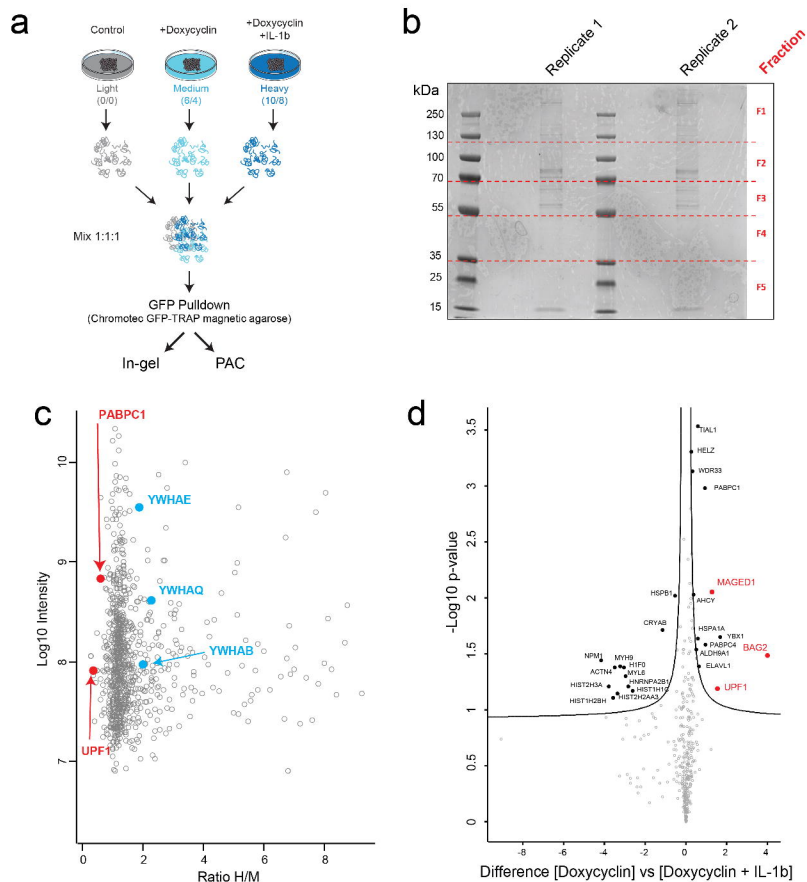 a
Control
+Doxycyclin
+Doxycyclin
+IL-1b
Light
(0/0)
Medium
(6/4)
Heavy
(10/8)
Mix 1:1:1
GFP Pulldown
(Chromotec GFP-TRAP magnetic agarose)
In-gel
PAC
b
Replicate 1
Replicate 2
Fraction
kDa
250
130
100
70
55
35
25
15
F1
F2
F3
F4
F5
c
PABPC1
YWHAE
YWHAQ
YWHAB
UPF1
Log10 Intensity
10
9
8
7
0
2
4
6
8
Ratio H/M
d
-Log10 p-value
3.5
3
2.5
2
1.5
1
0.5
0
TIAL1
HELZ
WDR33
PABPC1
MAGED1
HSPB1
AHCY
CRYAB
HSPA1A
YBX1
PABPC4
BAG2
ALDH9A1
NPM1
MYH9
H1F0
ELAVL1
ACTN4
MYL6
HNRNPA2B1
UPF1
HIST2H3A
HIST1H1C
HIST2H2AA3
HIST1H2BH
-8
-6
-4
-2
0
2
4
Difference [Doxycyclin] vs [Doxycyclin + IL-1b]